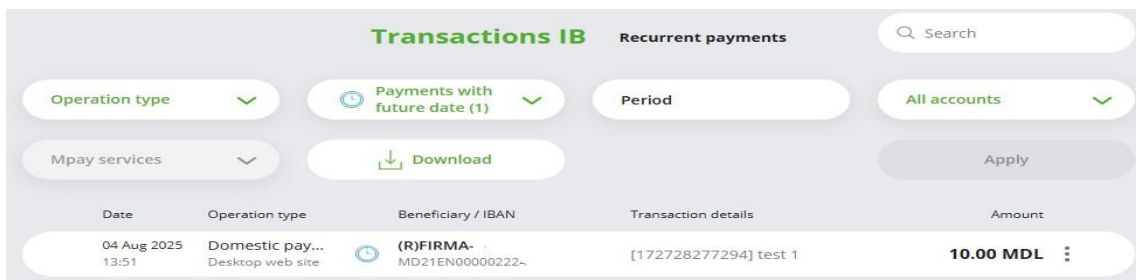 Transactions IB Recurrent payments Search
Operation type Payments with future date (1) Period All accounts
Mpay services Download Apply
Date Operation type Beneficiary / IBAN Transaction details Amount
04 Aug 2025 Domestic pay... (R)FIRMA- [172728277294] test 1 10.00 MDL
13:51 Desktop web site MD21EN00000222